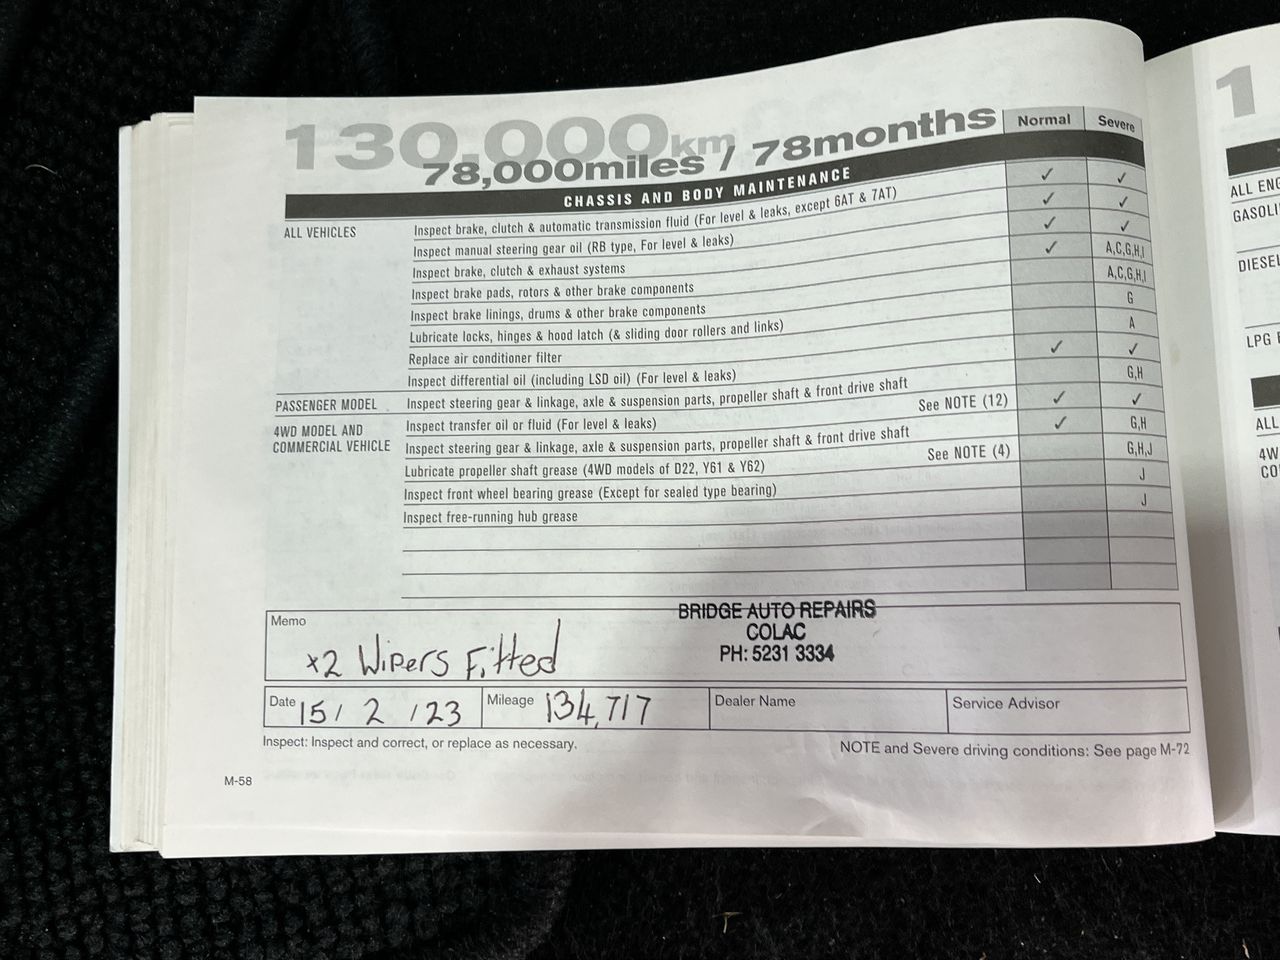 130,000km
78,000miles / 78months
Normal Severe
CHASSIS AND BODY MAINTENANCE
ALL VEHICLES Inspect brake, clutch & automatic transmission fluid (For level & leaks, except 6AT & 7AT) ✓ ✓
Inspect manual steering gear oil (RB type, For level & leaks) ✓ ✓
Inspect brake, clutch & exhaust systems ✓ ✓
Inspect brake pads, rotors & other brake components ✓ A,C,G,H,I
Inspect brake linings, drums & other brake components A,C,G,H,I
Lubricate locks, hinges & hood latch (& sliding door rollers and links) G
Replace air conditioner filter A
Inspect differential oil (including LSD oil) (For level & leaks) ✓ ✓
PASSENGER MODEL Inspect steering gear & linkage, axle & suspension parts, propeller shaft & front drive shaft G,H
4WD MODEL AND COMMERCIAL VEHICLE Inspect transfer oil or fluid (For level & leaks) See NOTE (12) ✓ ✓
Inspect steering gear & linkage, axle & suspension parts, propeller shaft & front drive shaft ✓ G,H
Lubricate propeller shaft grease (4WD models of D22, Y61 & Y62) See NOTE (4) G,H,J
Inspect front wheel bearing grease (Except for sealed type bearing) J
Inspect free-running hub grease J
Memo
x2 Wipers Fitted
BRIDGE AUTO REPAIRS
COLAC
PH: 5231 3334
Date 15/ 2 /23 Mileage 134,717 Dealer Name Service Advisor
Inspect: Inspect and correct, or replace as necessary.
NOTE and Severe driving conditions: See page M-72
M-58
1
ALL
DIESEL
LPG
ALL
4W
CO